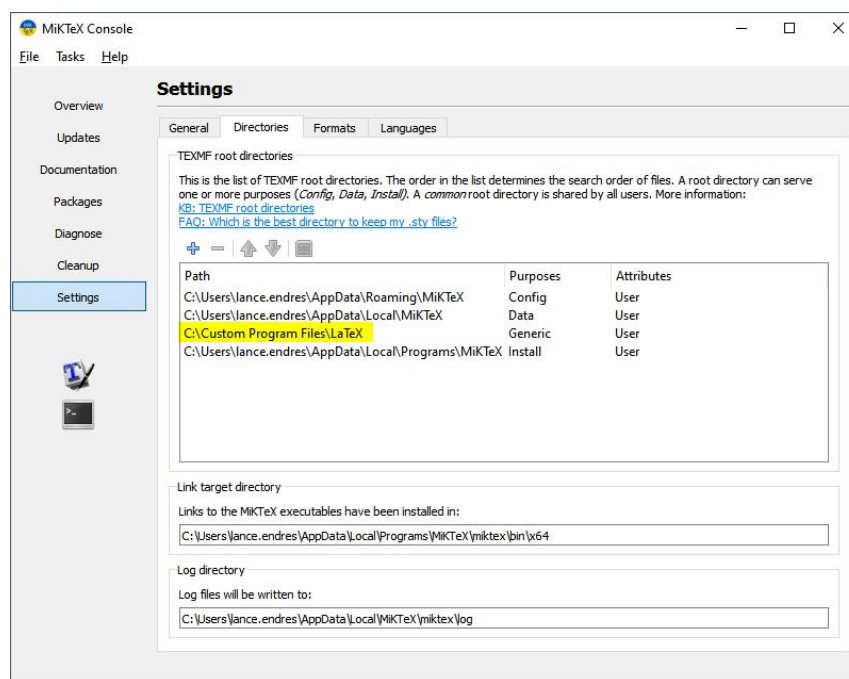 MiKTeX Console
File Tasks Help
Overview
Updates
Documentation
Packages
Diagnose
Cleanup
Settings
Settings
General Directories Formats Languages
TEXMF root directories
This is the list of TEXMF root directories. The order in the list determines the search order of files. A root directory can serve
one or more purposes (Config, Data, Install). A common root directory is shared by all users. More information:
KB: TEXMF root directories
FAQ: Which is the best directory to keep my .sty files?
Path Purposes Attributes
C:\Users\lance.endres\AppData\Roaming\MiKTeX Config User
C:\Users\lance.endres\AppData\Local\MiKTeX Data User
C:\Custom Program Files\LaTeX Generic User
C:\Users\lance.endres\AppData\Local\Programs\MiKTeX Install User
Link target directory
Links to the MiKTeX executables have been installed in:
C:\Users\lance.endres\AppData\Local\Programs\MiKTeX\miktex\bin\x64
Log directory
Log files will be written to:
C:\Users\lance.endres\AppData\Local\MiKTeX\miktex\log